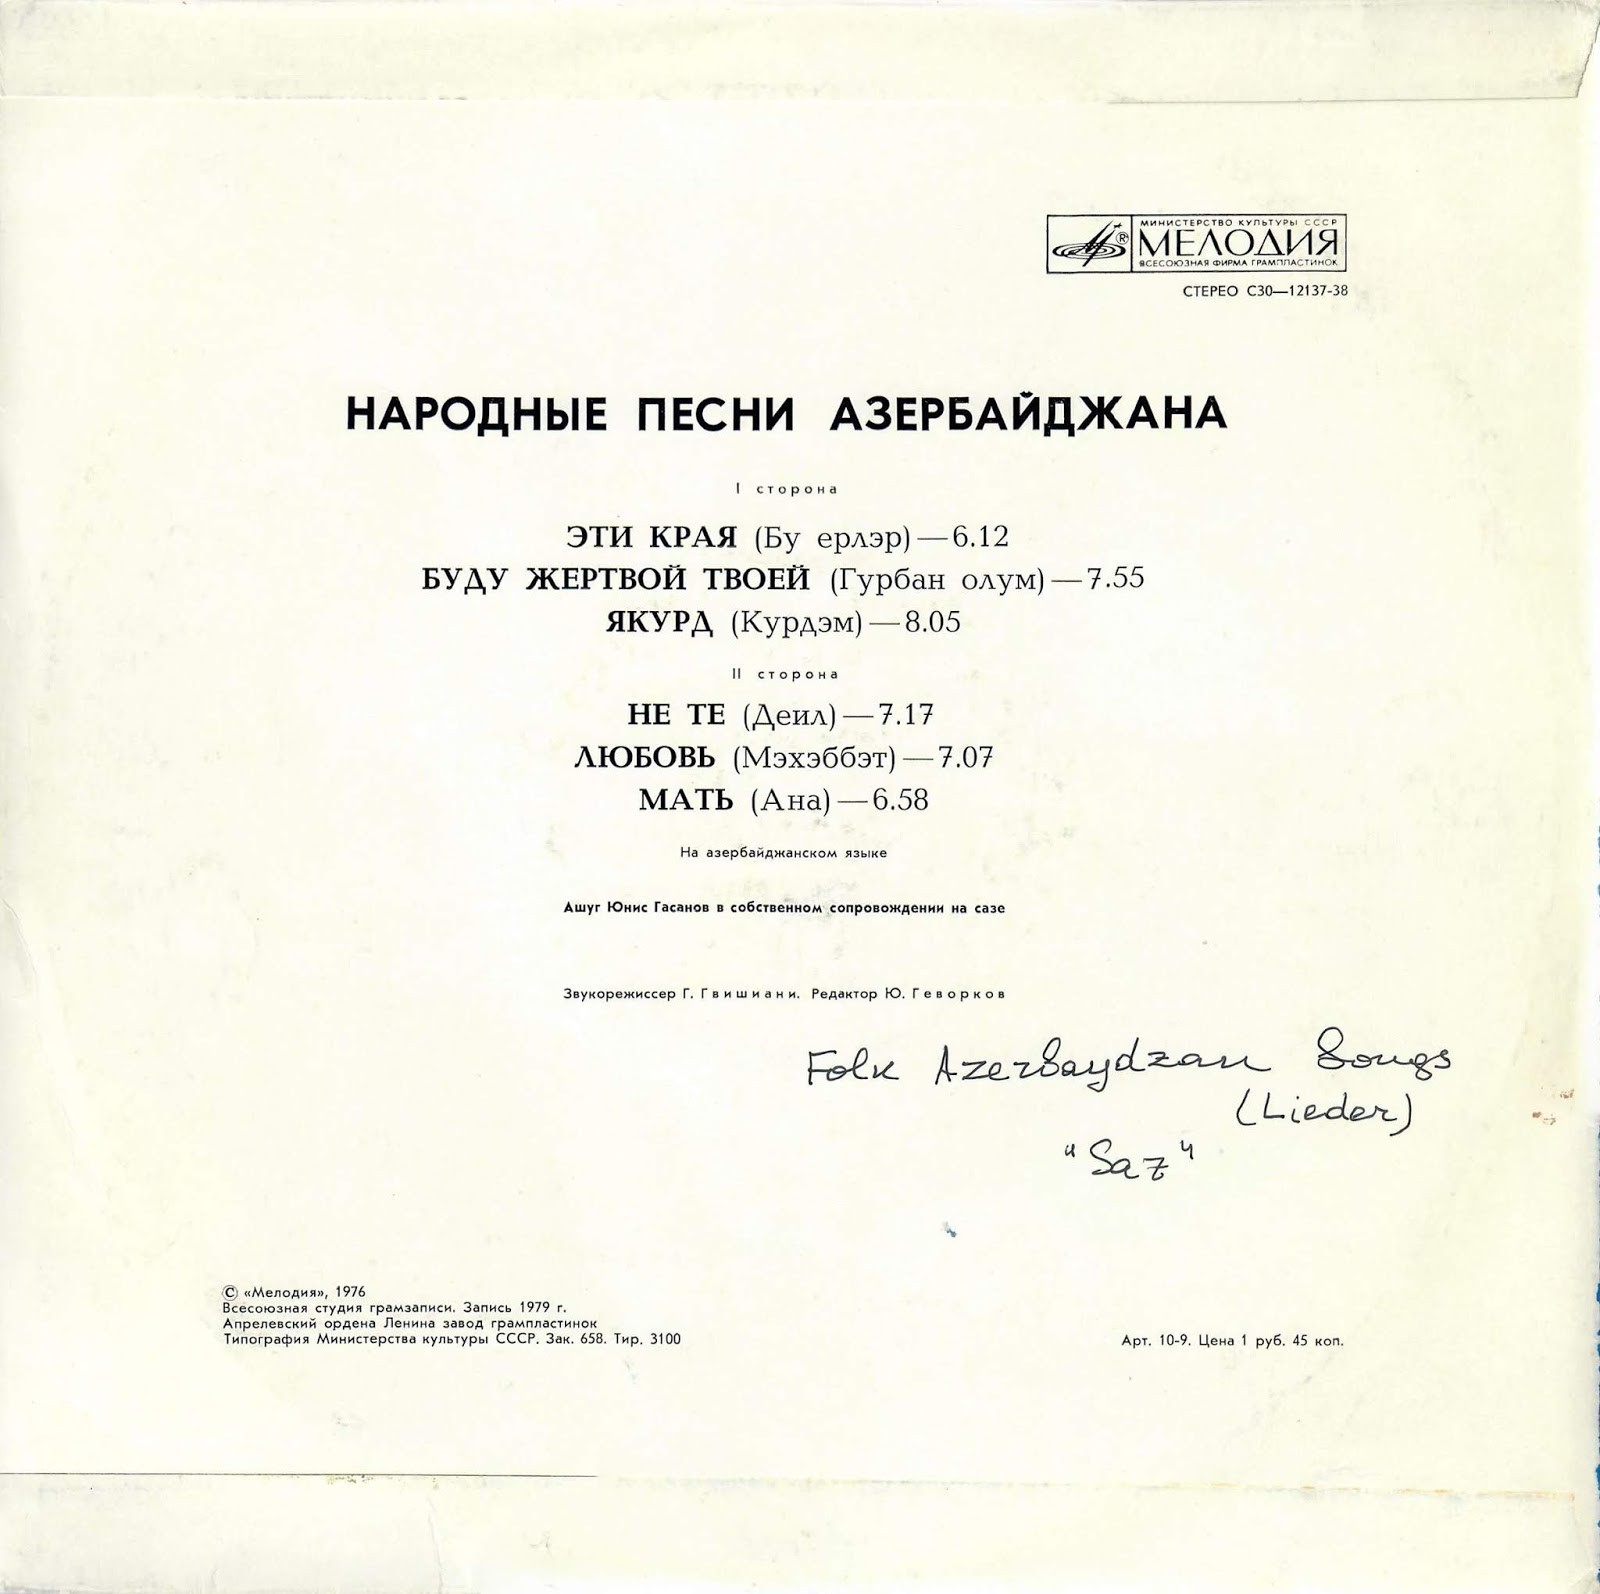 МИНИСТЕРСТВО КУЛЬТУРЫ СССР
МЕЛОДИЯ
ВСЕСОЮЗНАЯ ФИРМА ГРАМПЛАСТИНОК
СТЕРЕО С30—12137-38
НАРОДНЫЕ ПЕСНИ АЗЕРБАЙДЖАНА
I сторона
ЭТИ КРАЯ (Бу ерлэр)—6.12
БУДУ ЖЕРТВОЙ ТВОЕЙ (Гурбан олум)—7.55
ЯКУРД (Курдэм)—8.05
II сторона
НЕ ТЕ (Деил)—7.17
ЛЮБОВЬ (Мэхэббэт)—7.07
МАТЬ (Ана)—6.58
На азербайджанском языке
Ашуг Юнис Гасанов в собственном сопровождении на сазе
Звукорежиссер Г. Гвишиани. Редактор Ю. Геворков
Folk Azerbaydzan Songs
(Lieder)
"Saz"
© «Мелодия», 1976
Всесоюзная студия грамзаписи. Запись 1979 г.
Апрелевский ордена Ленина завод грампластинок
Типография Министерства культуры СССР. Зак. 658. Тир. 3100
Арт. 10-9. Цена 1 руб. 45 коп.